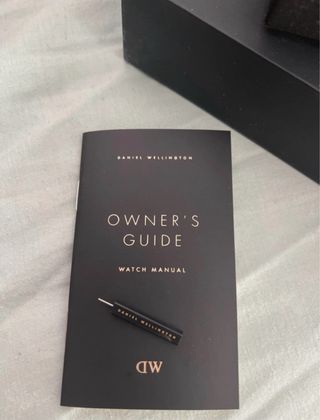 DANIEL WELLINGTON
OWNER'S
GUIDE
WATCH MANUAL
DANIEL WELLINGTON
DW